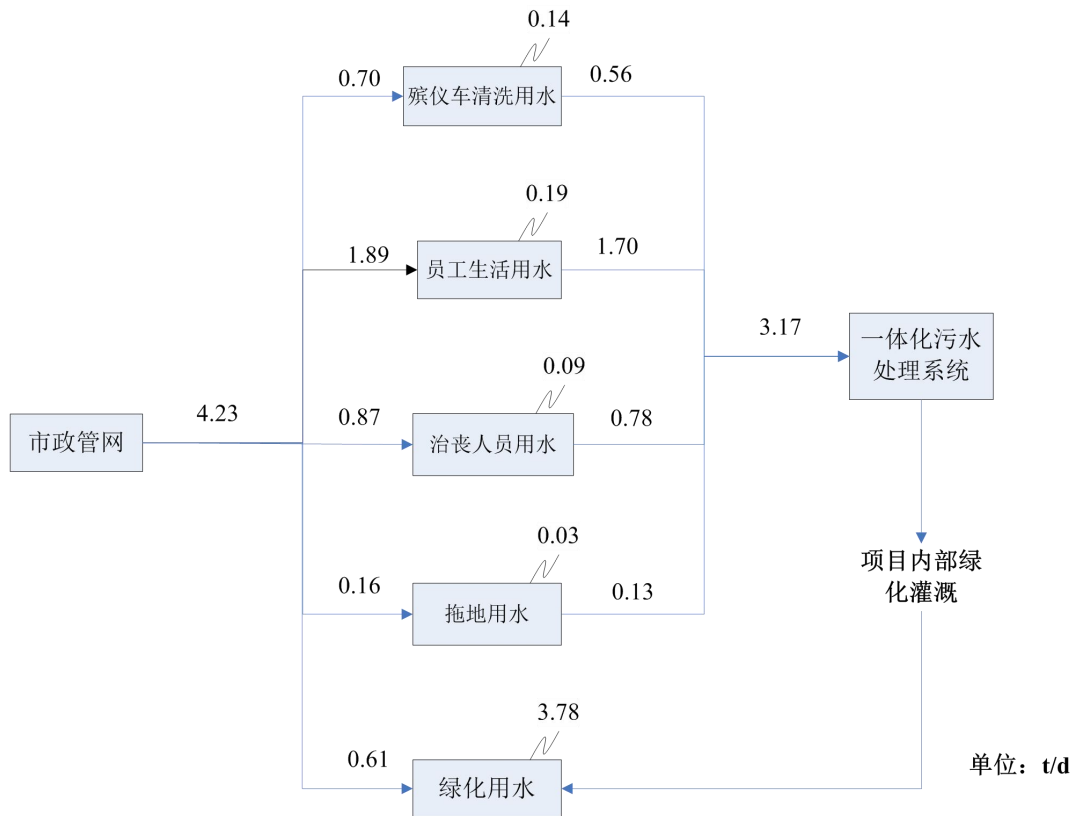 0.14
0.70
殡仪车清洗用水
0.56
0.19
1.89
员工生活用水
1.70
3.17
一体化污水
处理系统
0.09
4.23
0.87
治丧人员用水
0.78
市政管网
0.03
0.16
拖地用水
0.13
项目内部绿
化灌溉
3.78
0.61
绿化用水
单位：t/d